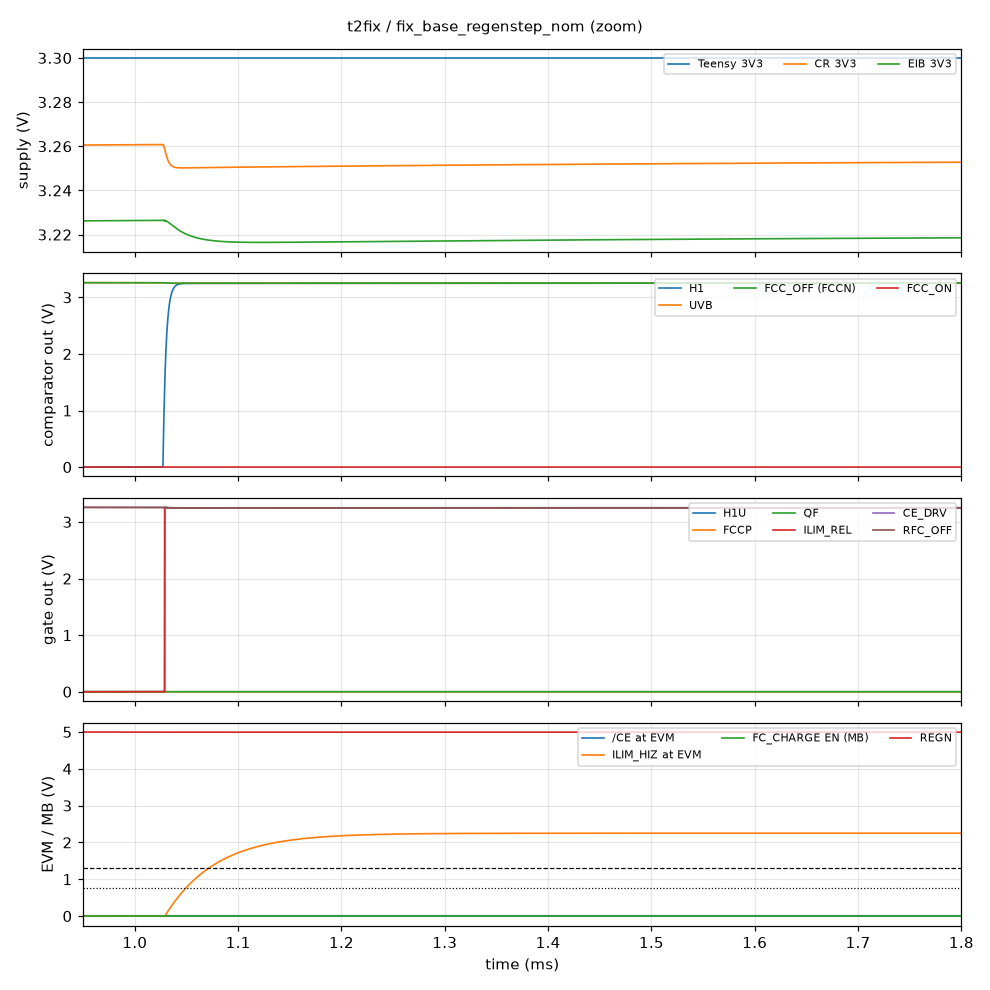 t2fix / fix_base_regenstep_nom (zoom)
supply (V)
3.30
3.28
3.26
3.24
3.22
Teensy 3V3 CR 3V3 EIB 3V3
comparator out (V)
3
2
1
0
H1 FCC_OFF (FCCN) FCC_ON
UVB
gate out (V)
3
2
1
0
H1U QF CE_DRV
FCCP ILIM_REL RFC_OFF
EVM / MB (V)
5
4
3
2
1
0
/CE at EVM FC_CHARGE EN (MB) REGN
ILIM_HIZ at EVM
1.0 1.1 1.2 1.3 1.4 1.5 1.6 1.7 1.8
time (ms)